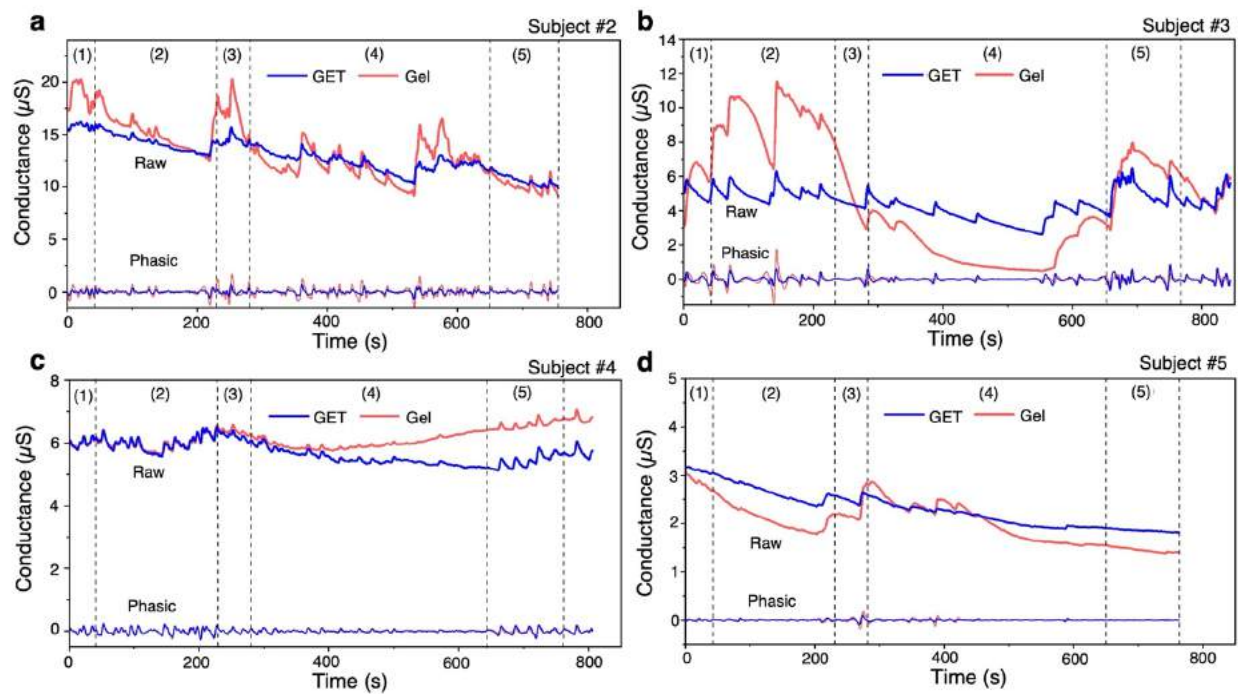 a Subject #2
(1) (2) (3) (4) (5)
GET Gel
Raw
Phasic
Conductance (µS)
0 5 10 15 20
0 200 400 600 800
Time (s)
b Subject #3
(1) (2) (3) (4) (5)
GET Gel
Raw
Phasic
Conductance (µS)
0 2 4 6 8 10 12 14
0 200 400 600 800
Time (s)
c Subject #4
(1) (2) (3) (4) (5)
GET Gel
Raw
Phasic
Conductance (µS)
0 2 4 6 8
0 200 400 600 800
Time (s)
d Subject #5
(1) (2) (3) (4) (5)
GET Gel
Raw
Phasic
Conductance (µS)
0 1 2 3 4 5
0 200 400 600 800
Time (s)